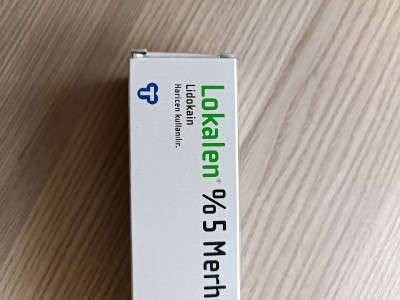 Lokalen® %5 Merh
Lidokain
Haricen kullanılır.